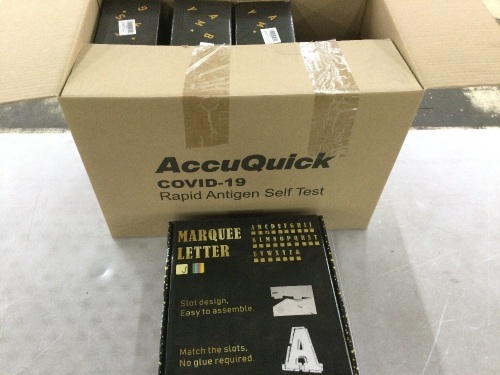 AccuQuick
COVID-19
Rapid Antigen Self Test
MARQUEE
LETTER
Slot design,
Easy to assemble.
Match the slots,
No glue required.
A